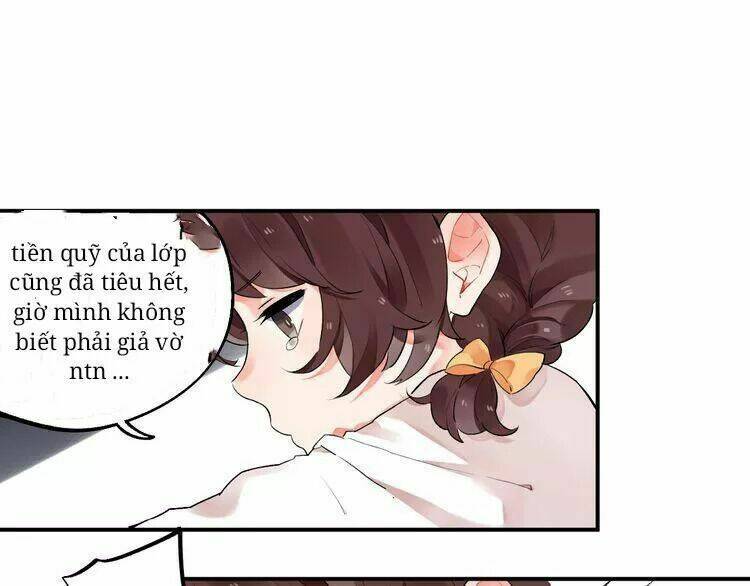 tiền quỹ của lớp
cũng đã tiêu hết,
giờ mình không
biết phải giả vờ
ntn ...